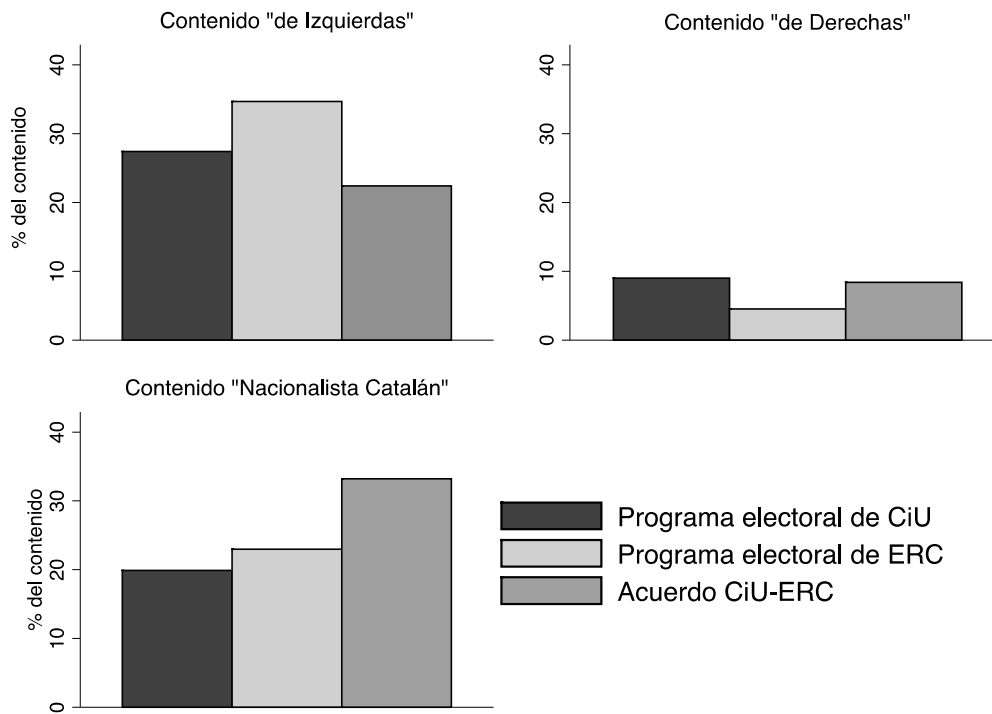 Contenido "de Izquierdas"
% del contenido
40
30
20
10
0
Contenido "de Derechas"
40
30
20
10
0
Contenido "Nacionalista Catalán"
% del contenido
40
30
20
10
0
Programa electoral de CiU
Programa electoral de ERC
Acuerdo CiU-ERC